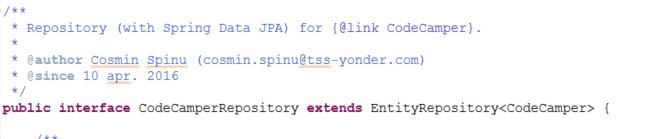 /**
 * Repository (with Spring Data JPA) for {@link CodeCamper}.
 *
 * @author Cosmin Spinu (cosmin.spinu@tss-yonder.com)
 * @since 10 apr. 2016
 */
public interface CodeCamperRepository extends EntityRepository<CodeCamper> {
/**